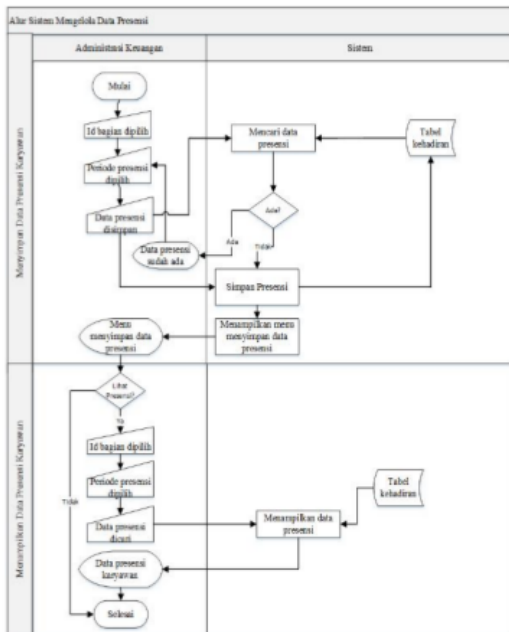 Alur Sistem Mengelola Data Presensi
Administrasi Keuangan
Sistem
Menyimpan Data Presensi Karyawan
Mulai
Id bagian dipilih
Periode presensi
dipilih
Data presensi
disimpan
Data presensi
sudah ada
Mencari data
presensi
Tabel
kehadiran
Ada?
Ada
Tidak
Simpan Presensi
Menampilkan menu
menyimpan data
presensi
Menu
menyimpan data
presensi
Menampilkan Data Presensi Karyawan
Lihat
Presensi?
Ya
Tidak
Id bagian dipilih
Periode presensi
dipilih
Data presensi
dicari
Menampilkan data
presensi
Tabel
kehadiran
Data presensi
karyawan
Selesai